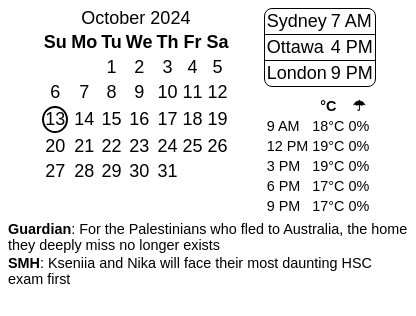 October 2024
Su Mo Tu We Th Fr Sa
1 2 3 4 5
6 7 8 9 10 11 12
13 14 15 16 17 18 19
20 21 22 23 24 25 26
27 28 29 30 31
Sydney 7 AM
Ottawa 4 PM
London 9 PM
°C ☂
9 AM 18°C 0%
12 PM 19°C 0%
3 PM 19°C 0%
6 PM 17°C 0%
9 PM 17°C 0%
Guardian: For the Palestinians who fled to Australia, the home
they deeply miss no longer exists
SMH: Kseniia and Nika will face their most daunting HSC
exam first